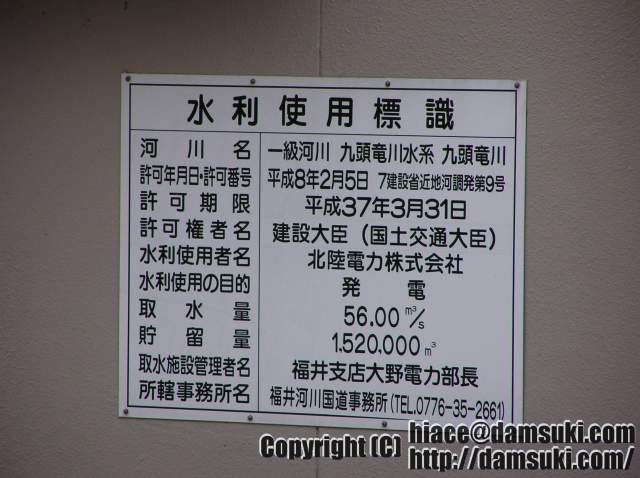 水利使用標識
河川名 一級河川 九頭竜川水系 九頭竜川
許可年月日・許可番号 平成8年2月5日 7建設省近地河調発第9号
許可期限 平成37年3月31日
許可権者名 建設大臣（国土交通大臣）
水利使用者名 北陸電力株式会社
水利使用の目的 発電
取水量 56.00 m³/s
貯留量 1,520,000 m³
取水施設管理者名 福井支店大野電力部長
所轄事務所名 福井河川国道事務所(TEL.0776-35-2661)
Copyright (C) hiace@damsuki.com
http://damsuki.com/